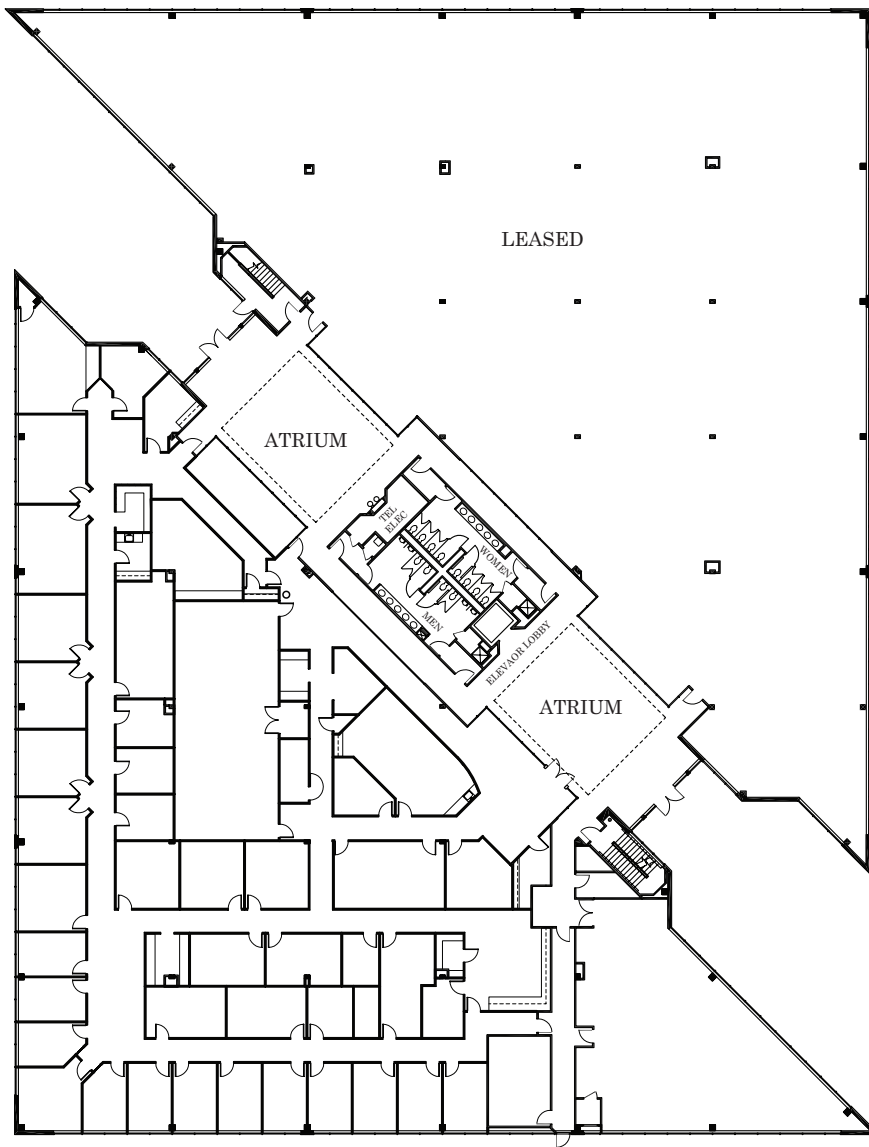 LEASED
ATRIUM
TEL
ELEC
WOMEN
MEN
ELEVAOR LOBBY
ATRIUM